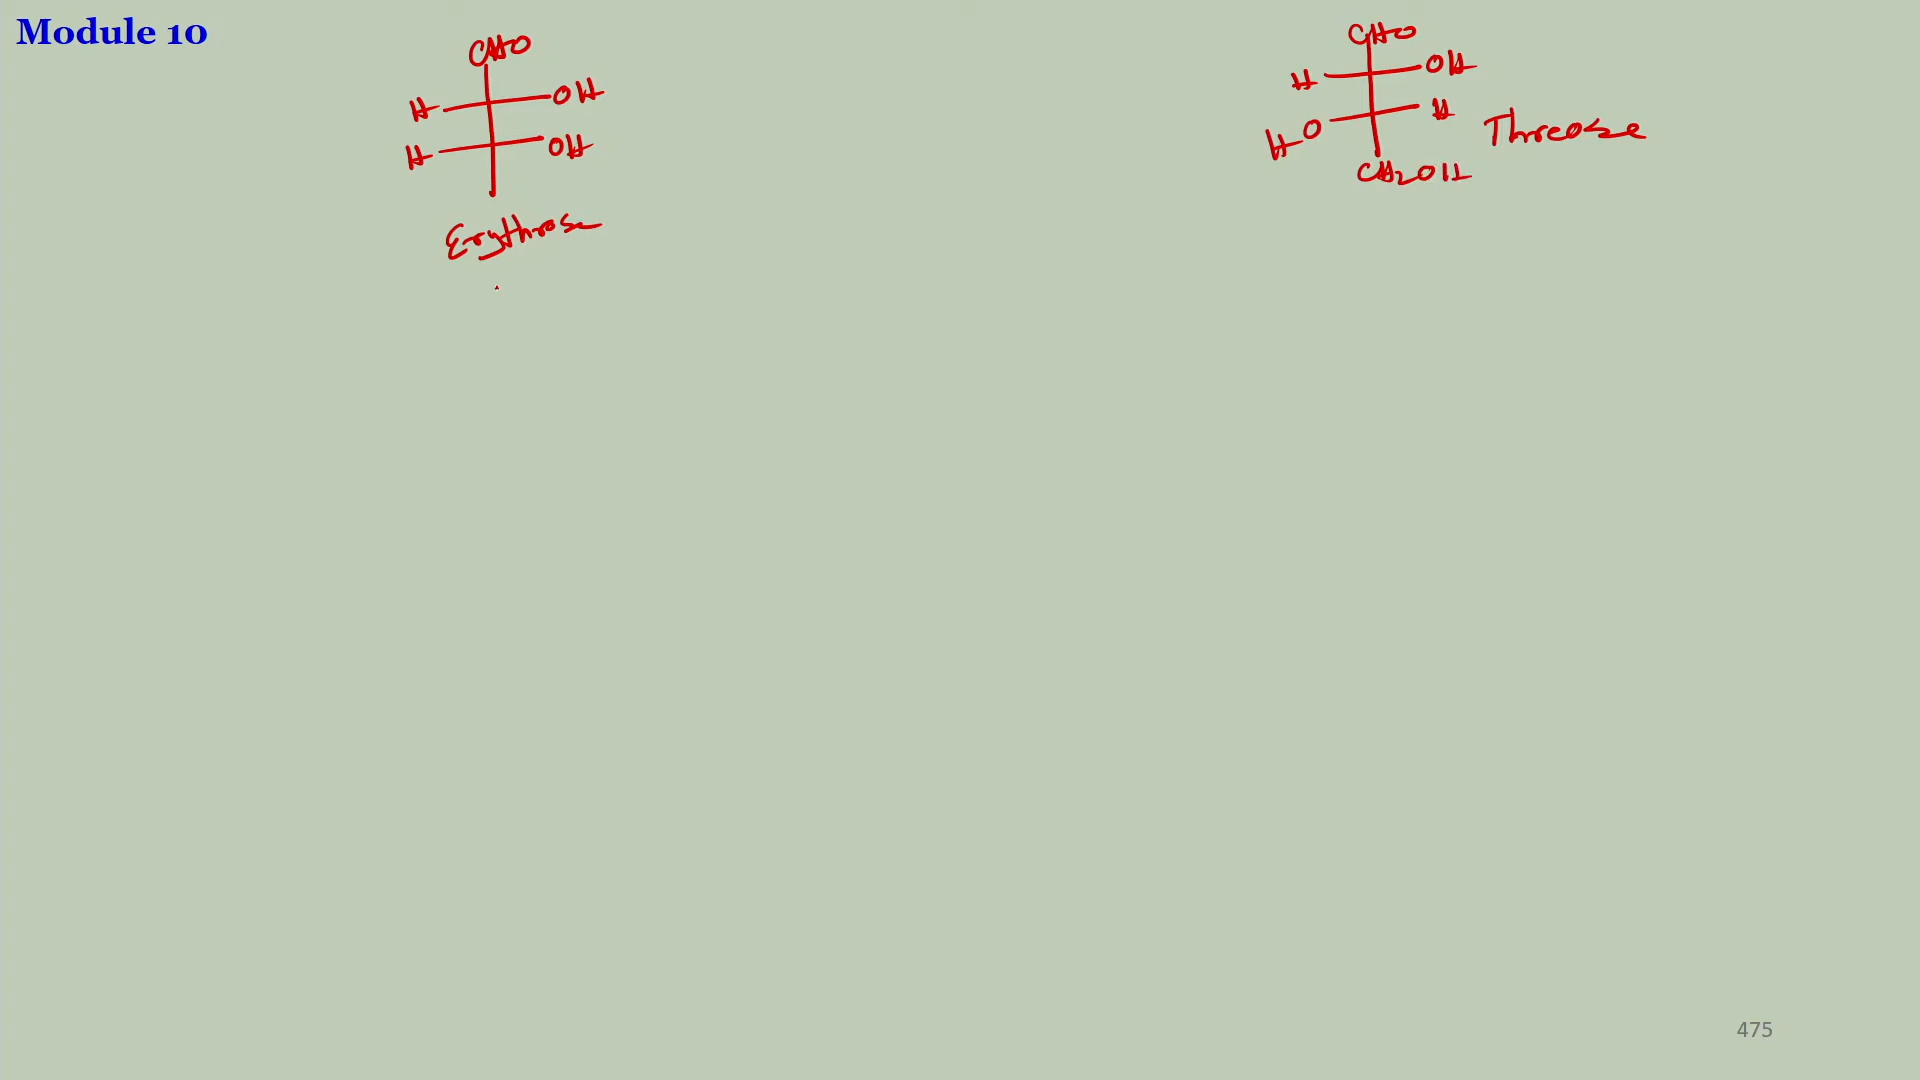 Module 10
CHO
H OH
H OH
Erythrose
CHO
H OH
HO H
CH2OH
Threose
475